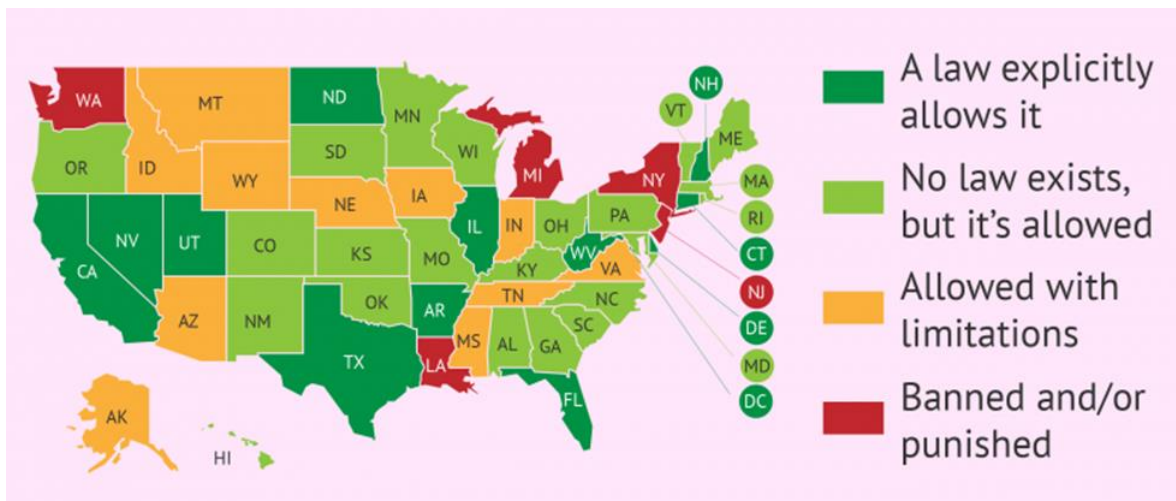 WA
MT
ND
MN
OR
ID
WY
SD
WI
MI
NY
VT
NH
ME
MA
RI
CT
NJ
DE
MD
DC
NV
UT
CA
CO
NE
IA
IL
IN
OH
PA
KS
MO
KY
WV
VA
AZ
NM
OK
AR
TN
NC
SC
TX
LA
MS
AL
GA
FL
AK
HI
A law explicitly
allows it
No law exists,
but it’s allowed
Allowed with
limitations
Banned and/or
punished